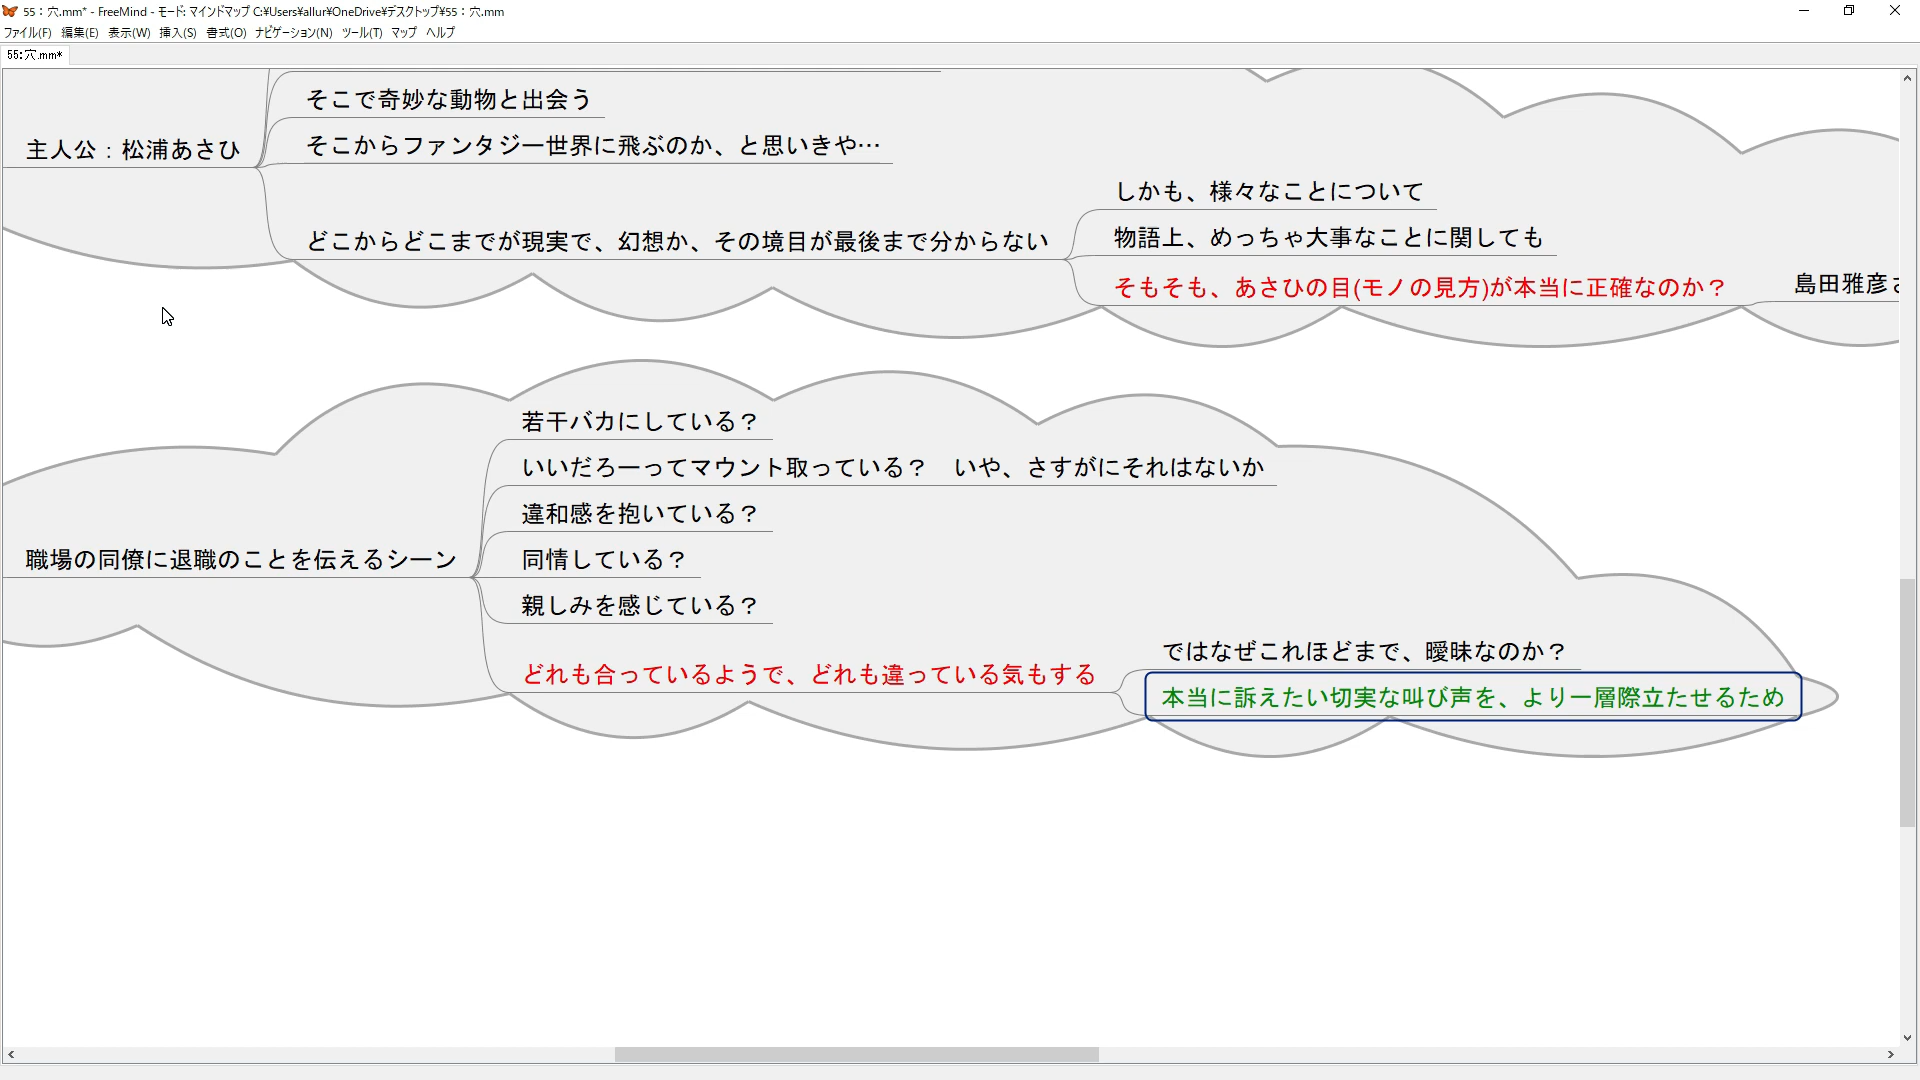 55：穴.mm* - FreeMind - モード: マインドマップ C:¥Users¥allur¥OneDrive¥デスクトップ¥55：穴.mm
ファイル(F) 編集(E) 表示(W) 挿入(S) 書式(O) ナビゲーション(N) ツール(T) マップ ヘルプ
55：穴.mm*
そこで奇妙な動物と出会う
主人公：松浦あさひ
そこからファンタジー世界に飛ぶのか、と思いきや…
しかも、様々なことについて
どこからどこまでが現実で、幻想か、その境目が最後まで分からない
物語上、めっちゃ大事なことに関しても
そもそも、あさひの目(モノの見方)が本当に正確なのか？
島田雅彦さ
若干バカにしている？
いいだろーってマウント取っている？　いや、さすがにそれはないか
違和感を抱いている？
職場の同僚に退職のことを伝えるシーン
同情している？
親しみを感じている？
どれも合っているようで、どれも違っている気もする
ではなぜこれほどまで、曖昧なのか？
本当に訴えたい切実な叫び声を、より一層際立たせるため